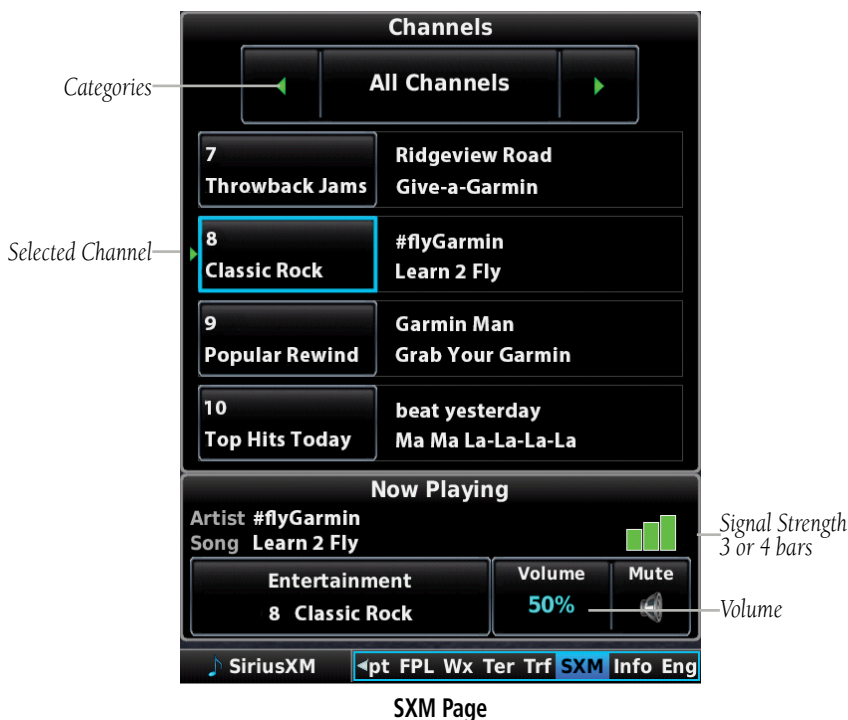 Channels
Categories
All Channels
7
Throwback Jams
Ridgeview Road
Give-a-Garmin
Selected Channel
8
Classic Rock
#flyGarmin
Learn 2 Fly
9
Popular Rewind
Garmin Man
Grab Your Garmin
10
Top Hits Today
beat yesterday
Ma Ma La-La-La-La
Now Playing
Artist #flyGarmin
Song Learn 2 Fly
Signal Strength
3 or 4 bars
Entertainment
8 Classic Rock
Volume
50%
Mute
Volume
SiriusXM
pt FPL Wx Ter Trf SXM Info Eng
SXM Page